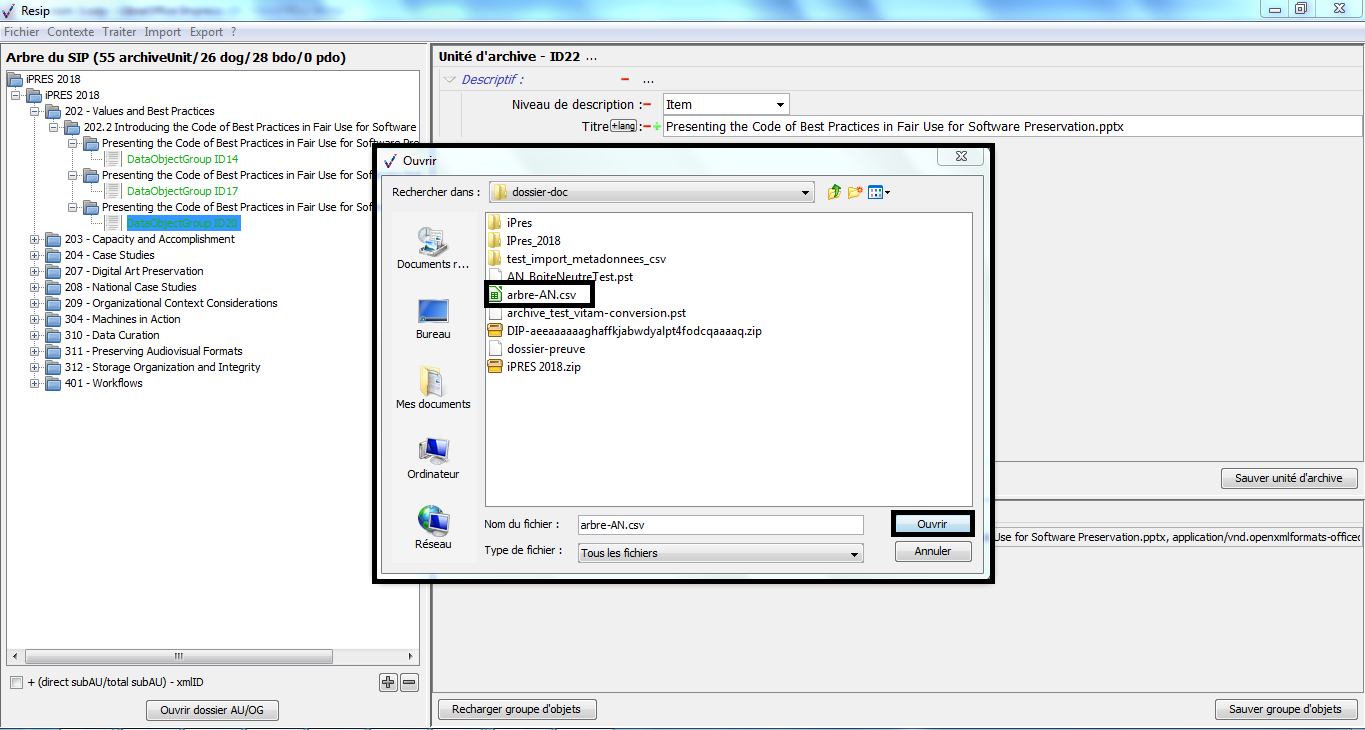 Resip
Fichier Contexte Traiter Import Export ?
Arbre du SIP (55 archiveUnit/26 dog/28 bdo/0 pdo)
iPRES 2018
iPRES 2018
202 - Values and Best Practices
202.2 Introducing the Code of Best Practices in Fair Use for Software
Presenting the Code of Best Practices in Fair Use for Software Pre
DataObjectGroup ID14
Presenting the Code of Best Practices in Fair Use for Sof
DataObjectGroup ID17
Presenting the Code of Best Practices in Fair Use for Sof
DataObjectGroup ID20
203 - Capacity and Accomplishment
204 - Case Studies
207 - Digital Art Preservation
208 - National Case Studies
209 - Organizational Context Considerations
304 - Machines in Action
310 - Data Curation
311 - Preserving Audiovisual Formats
312 - Storage Organization and Integrity
401 - Workflows
+ (direct subAU/total subAU) - xmlID
Ouvrir dossier AU/OG
Unité d'archive - ID22 ...
Descriptif : ...
Niveau de description : Item
Titre +lang : Presenting the Code of Best Practices in Fair Use for Software Preservation.pptx
Ouvrir
Rechercher dans : dossier-doc
Documents r...
Bureau
Mes documents
Ordinateur
Réseau
iPres
IPres_2018
test_import_metadonnees_csv
AN_BoiteNeutreTest.pst
arbre-AN.csv
archive_test_vitam-conversion.pst
DIP-aeeaaaaaaghaffkjabwdyalpt4fodcqaaaaq.zip
dossier-preuve
iPRES 2018.zip
Nom du fichier : arbre-AN.csv
Ouvrir
Type de fichier : Tous les fichiers
Annuler
Sauver unité d'archive
Use for Software Preservation.pptx, application/vnd.openxmlformats-officed
Recharger groupe d'objets
Sauver groupe d'objets